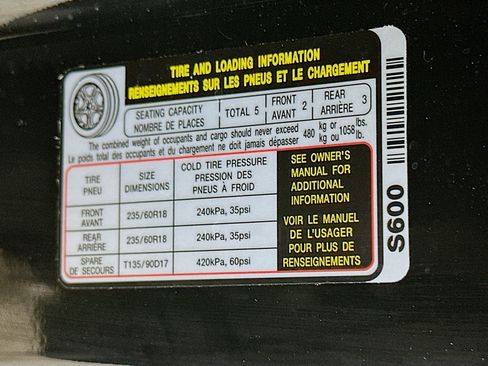 TIRE AND LOADING INFORMATION
RENSEIGNEMENTS SUR LES PNEUS ET LE CHARGEMENT
SEATING CAPACITY
NOMBRE DE PLACES
TOTAL 5
FRONT
AVANT 2
REAR
ARRIÈRE 3
The combined weight of occupants and cargo should never exceed 480 kg or 1058 lbs.
Le poids total des occupants et du chargement ne doit jamais dépasser 480 kg ou 1058 lb.
TIRE
PNEU
SIZE
DIMENSIONS
COLD TIRE PRESSURE
PRESSION DES
PNEUS À FROID
FRONT
AVANT
235/60R18
240kPa, 35psi
REAR
ARRIÈRE
235/60R18
240kPa, 35psi
SPARE
DE SECOURS
T135/90D17
420kPa, 60psi
SEE OWNER'S
MANUAL FOR
ADDITIONAL
INFORMATION
VOIR LE MANUEL
DE L'USAGER
POUR PLUS DE
RENSEIGNEMENTS
S600